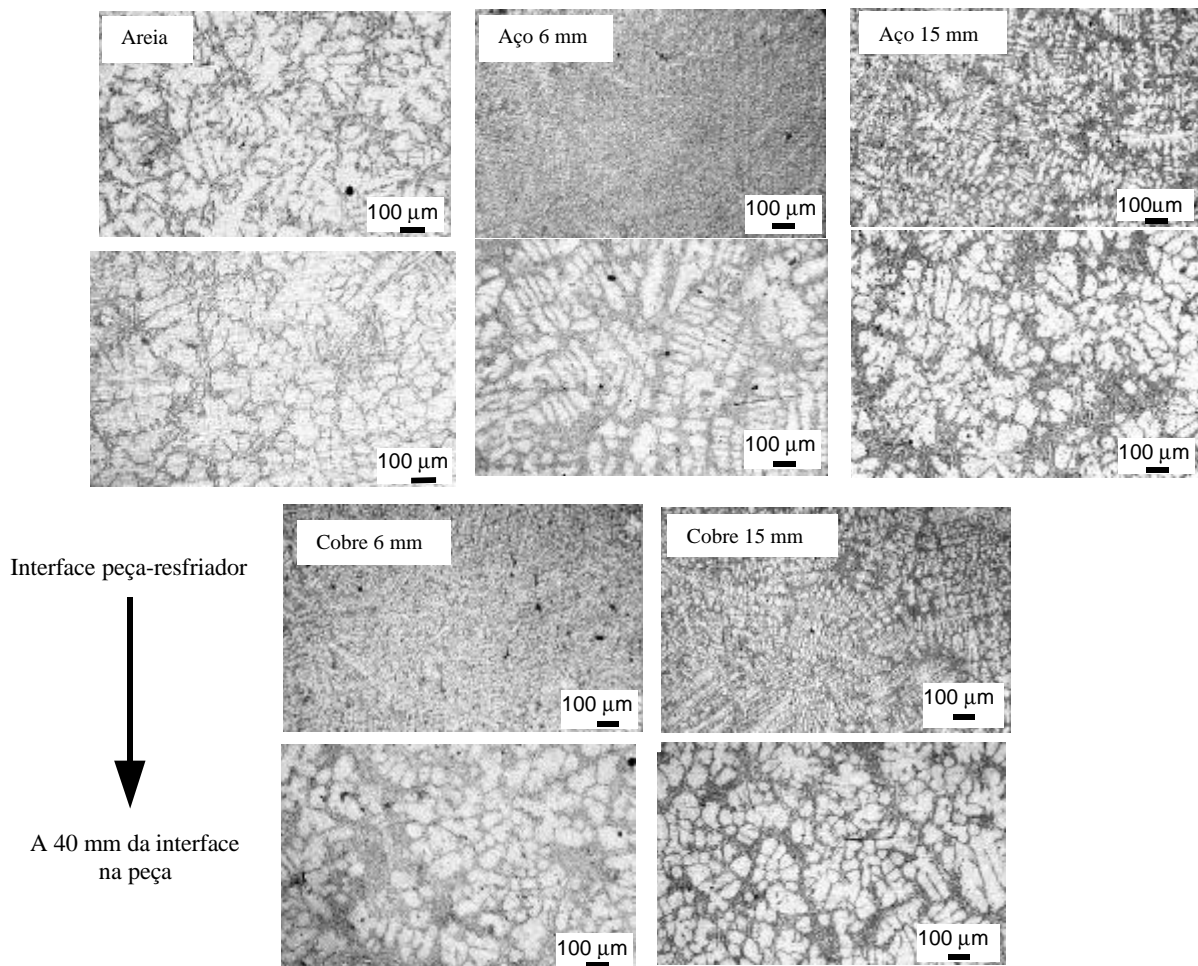 Areia
Aço 6 mm
Aço 15 mm
100 µm
100 µm
100µm
100 µm
100 µm
100 µm
Cobre 6 mm
Cobre 15 mm
Interface peça-resfriador
100 µm
100 µm
A 40 mm da interface
na peça
100 µm
100 µm